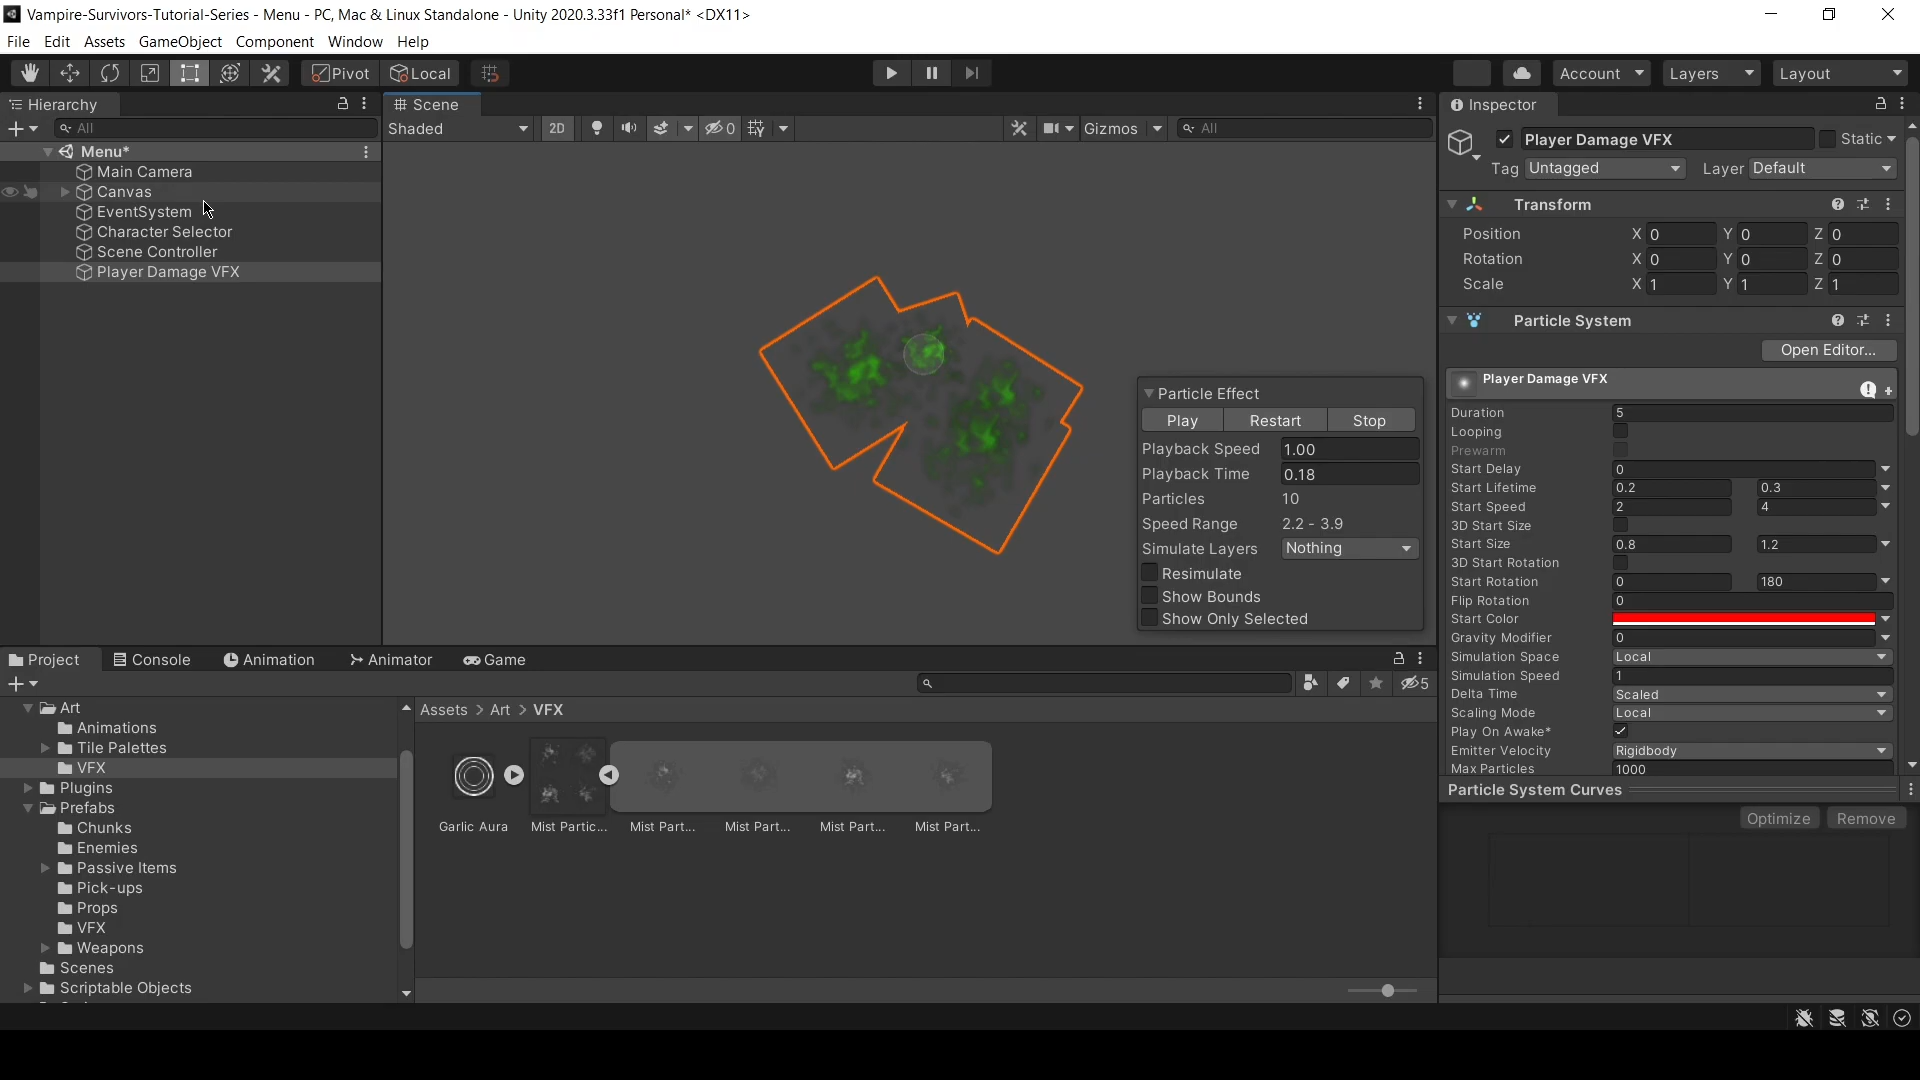 Vampire-Survivors-Tutorial-Series - Menu - PC, Mac & Linux Standalone - Unity 2020.3.33f1 Personal* <DX11>
File Edit Assets GameObject Component Window Help
Pivot Local Account Layers Layout
Hierarchy
All
Menu*
Main Camera
Canvas
EventSystem
Character Selector
Scene Controller
Player Damage VFX
Scene
Shaded 2D 0 Gizmos All
Particle Effect
Play Restart Stop
Playback Speed 1.00
Playback Time 0.18
Particles 10
Speed Range 2.2 - 3.9
Simulate Layers Nothing
Resimulate
Show Bounds
Show Only Selected
Inspector
Player Damage VFX Static
Tag Untagged Layer Default
Transform
Position X 0 Y 0 Z 0
Rotation X 0 Y 0 Z 0
Scale X 1 Y 1 Z 1
Particle System
Open Editor...
Player Damage VFX
Duration 5
Looping
Prewarm
Start Delay 0
Start Lifetime 0.2 0.3
Start Speed 2 4
3D Start Size
Start Size 0.8 1.2
3D Start Rotation
Start Rotation 0 180
Flip Rotation 0
Start Color
Gravity Modifier 0
Simulation Space Local
Simulation Speed 1
Delta Time Scaled
Scaling Mode Local
Play On Awake*
Emitter Velocity Rigidbody
Max Particles 1000
Particle System Curves
Optimize Remove
Project Console Animation Animator Game
5
Art
Animations
Tile Palettes
VFX
Plugins
Prefabs
Chunks
Enemies
Passive Items
Pick-ups
Props
VFX
Weapons
Scenes
Scriptable Objects
Assets > Art > VFX
Garlic Aura Mist Partic... Mist Part... Mist Part... Mist Part... Mist Part...